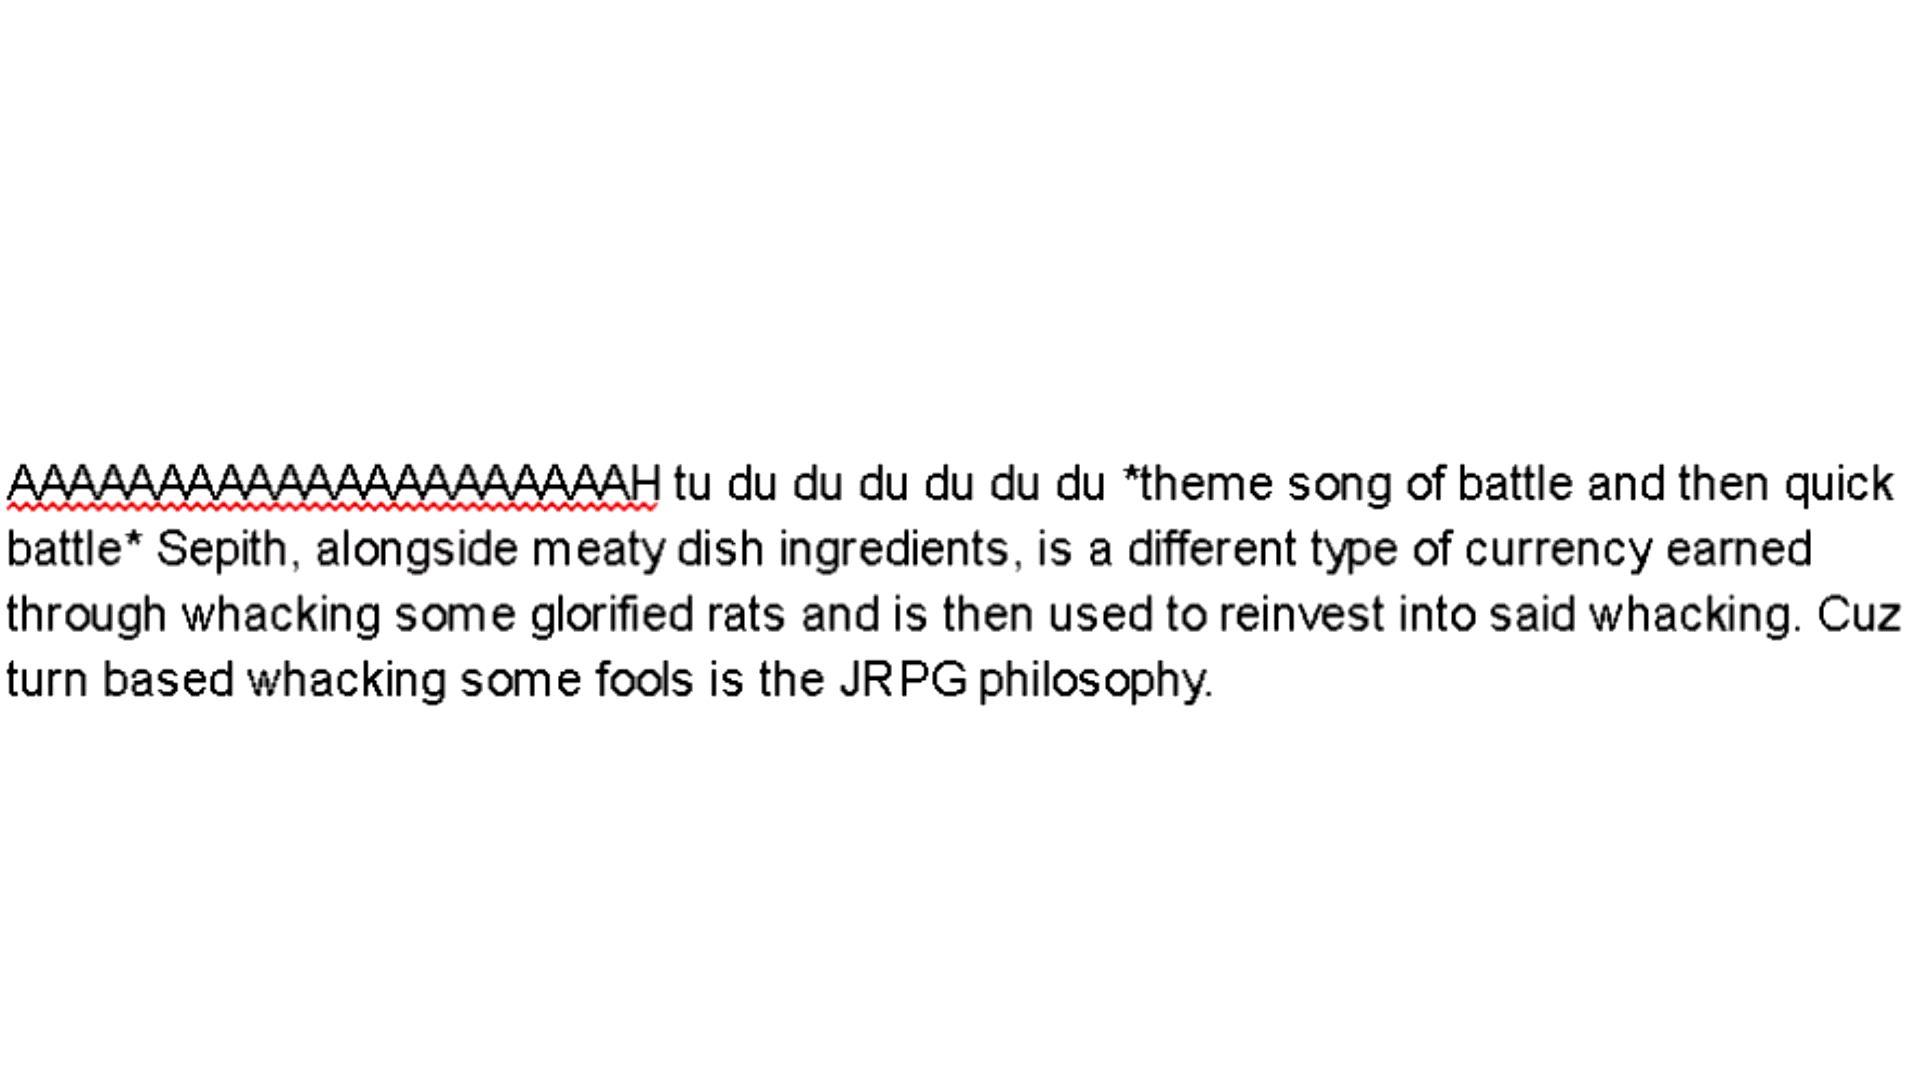 AAAAAAAAAAAAAAAAAAAAAH tu du du du du du du *theme song of battle and then quick
battle* Sepith, alongside meaty dish ingredients, is a different type of currency earned
through whacking some glorified rats and is then used to reinvest into said whacking. Cuz
turn based whacking some fools is the JRPG philosophy.